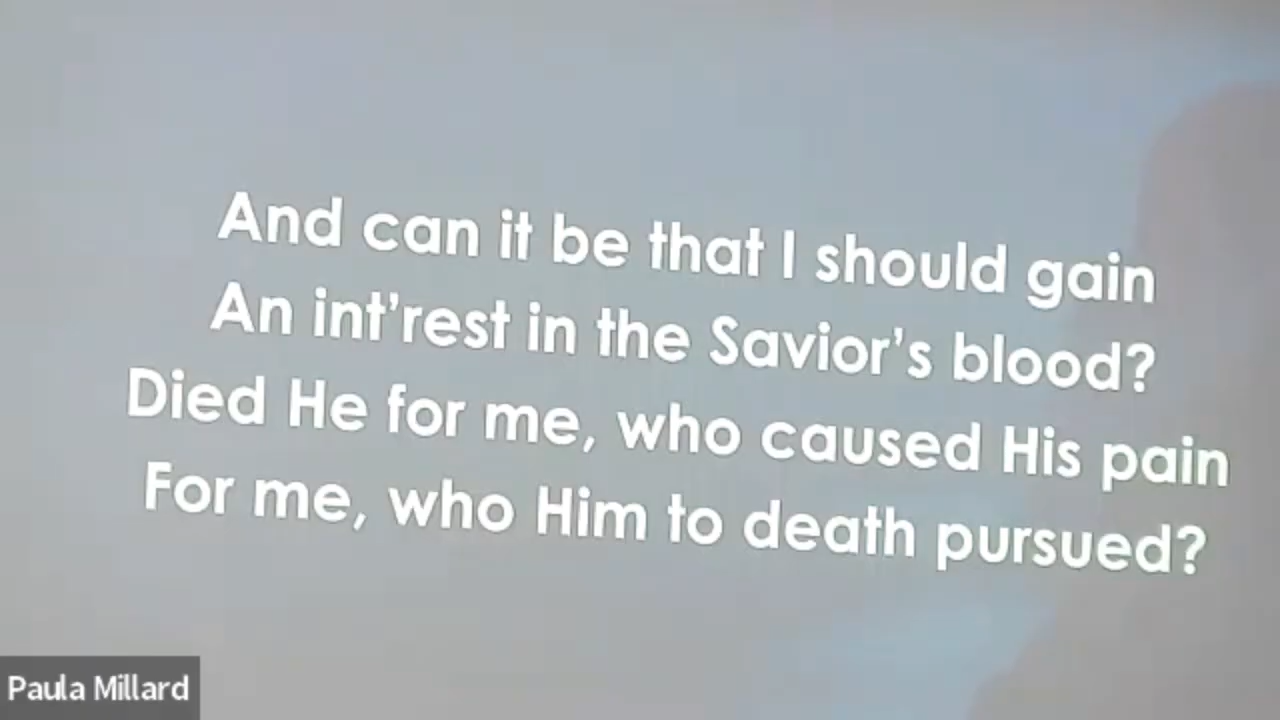 And can it be that I should gain
An int’rest in the Savior’s blood?
Died He for me, who caused His pain
For me, who Him to death pursued?
Paula Millard